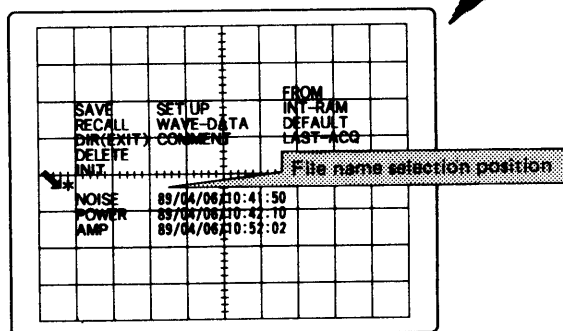 FROM
SAVE SET UP INT-RAM
RECALL WAVE-DATA DEFAULT
DIR(EXIT) COMMENT LAST-ACQ
DELETE
INIT
File name selection position
*
NOISE 89/04/06/10:41:50
POWER 89/04/06/10:42:10
AMP 89/04/06/10:52:02